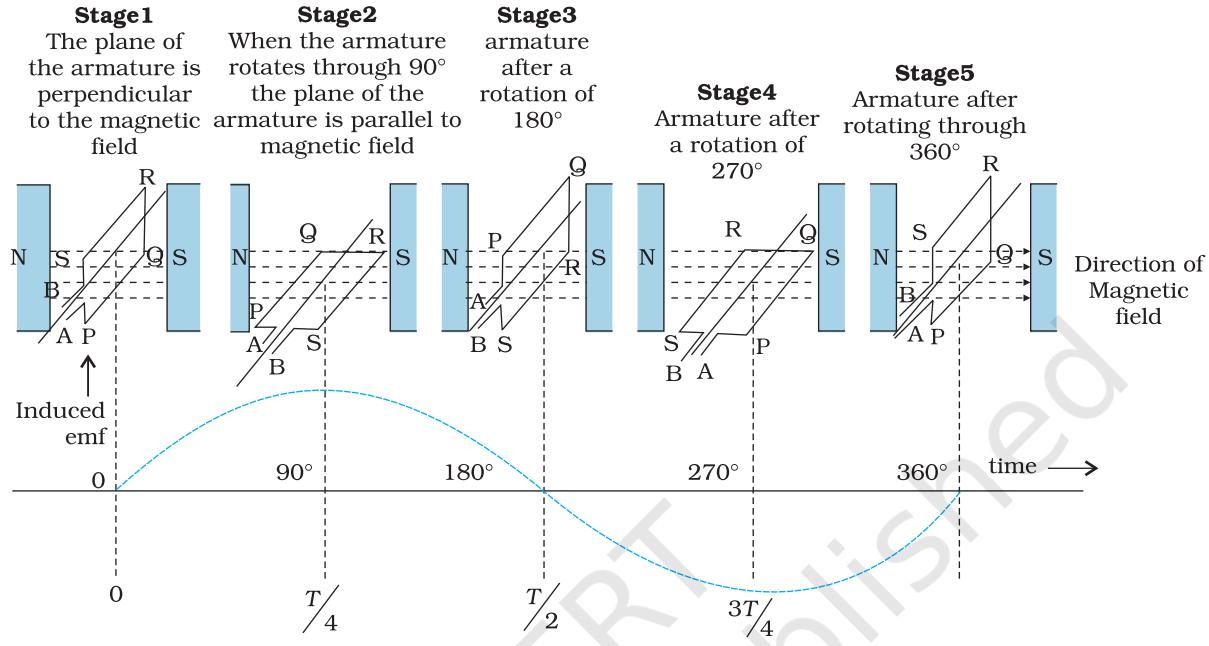 Stage1
The plane of
the armature is
perpendicular
to the magnetic
field
Stage2
When the armature
rotates through 90°
the plane of the
armature is parallel to
magnetic field
Stage3
armature
after a
rotation of
180°
Stage4
Armature after
a rotation of
270°
Stage5
Armature after
rotating through
360°
N
S
B
A
P
R
Q
S
N
Q
R
P
A
B
S
S
N
P
Q
R
A
B
S
S
N
R
Q
S
B
A
P
S
N
S
R
Q
B
A
P
S
Direction of
Magnetic
field
Induced
emf
0
90°
180°
270°
360°
time
0
T/4
T/2
3T/4